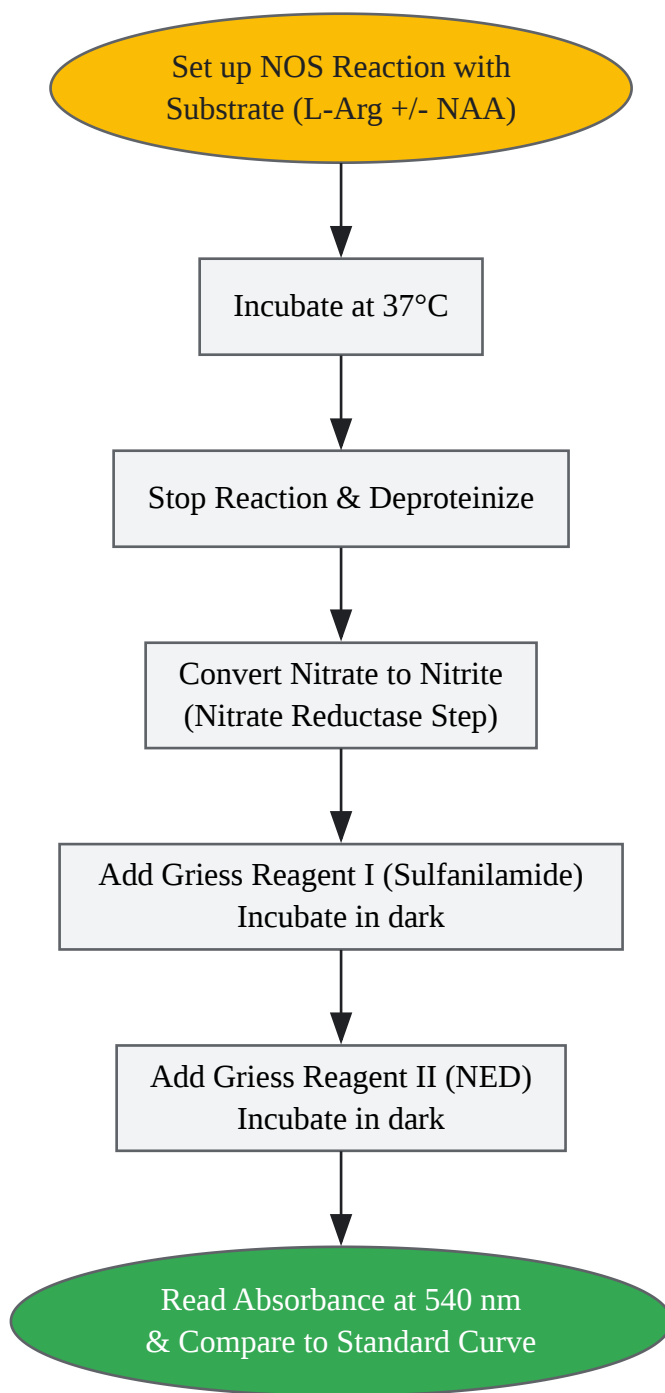 Set up NOS Reaction with
Substrate (L-Arg +/- NAA)
Incubate at 37°C
Stop Reaction & Deproteinize
Convert Nitrate to Nitrite
(Nitrate Reductase Step)
Add Griess Reagent I (Sulfanilamide)
Incubate in dark
Add Griess Reagent II (NED)
Incubate in dark
Read Absorbance at 540 nm
& Compare to Standard Curve